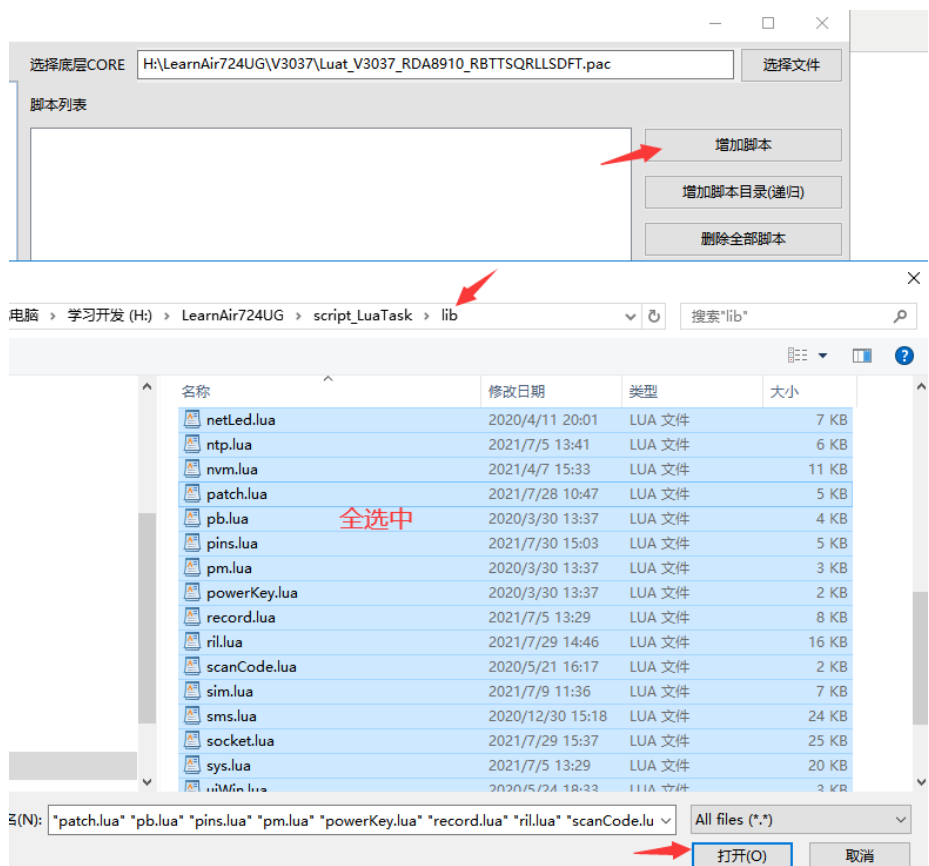 选择底层CORE H:\LearnAir724UG\V3037\Luat_V3037_RDA8910_RBTTSQRLLSDFT.pac 选择文件
脚本列表
增加脚本
增加脚本目录(递归)
删除全部脚本
电脑 › 学习开发 (H:) › LearnAir724UG › script_LuaTask › lib 搜索"lib"
名称 修改日期 类型 大小
netLed.lua 2020/4/11 20:01 LUA 文件 7 KB
ntp.lua 2021/7/5 13:41 LUA 文件 6 KB
nvm.lua 2021/4/7 15:33 LUA 文件 11 KB
patch.lua 2021/7/28 10:47 LUA 文件 5 KB
pb.lua 2020/3/30 13:37 LUA 文件 4 KB
全选中
pins.lua 2021/7/30 15:03 LUA 文件 5 KB
pm.lua 2020/3/30 13:37 LUA 文件 3 KB
powerKey.lua 2020/3/30 13:37 LUA 文件 2 KB
record.lua 2021/7/5 13:29 LUA 文件 8 KB
ril.lua 2021/7/29 14:46 LUA 文件 16 KB
scanCode.lua 2020/5/21 16:17 LUA 文件 2 KB
sim.lua 2021/7/9 11:36 LUA 文件 7 KB
sms.lua 2020/12/30 15:18 LUA 文件 24 KB
socket.lua 2021/7/29 15:37 LUA 文件 25 KB
sys.lua 2021/7/5 13:29 LUA 文件 20 KB
uiWin.lua 2020/5/24 18:33 LUA 文件 3 KB
(N): "patch.lua" "pb.lua" "pins.lua" "pm.lua" "powerKey.lua" "record.lua" "ril.lua" "scanCode.lu All files (*.*)
打开(O) 取消